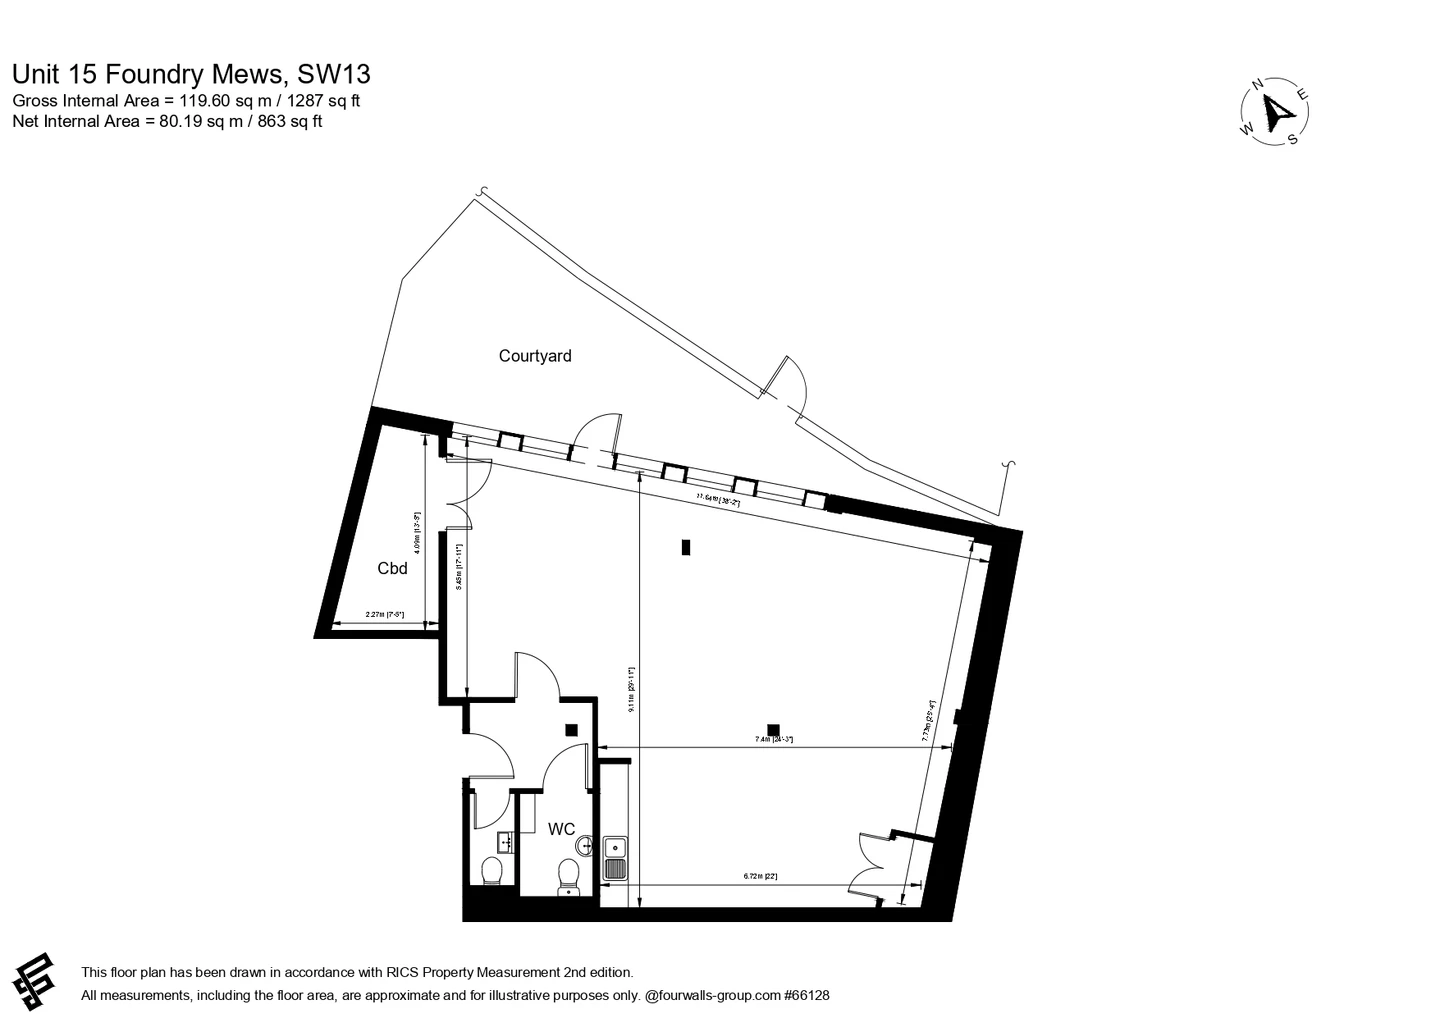 Unit 15 Foundry Mews, SW13
Gross Internal Area = 119.60 sq m / 1287 sq ft
Net Internal Area = 80.19 sq m / 863 sq ft
N
E
W
S
Courtyard
11.64m [38'-2"]
4.09m [13'-5"]
5.45m [17'-11"]
Cbd
2.27m [7'-5"]
9.11m [29'-11"]
7.73m [25'-4"]
7.4m [24'-3"]
WC
6.72m [22']
This floor plan has been drawn in accordance with RICS Property Measurement 2nd edition.
All measurements, including the floor area, are approximate and for illustrative purposes only. @fourwalls-group.com #66128